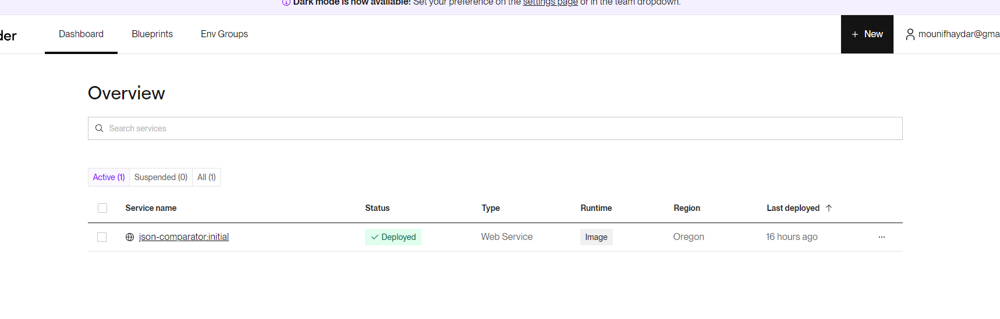 Dark mode is now available! Set your preference on the settings page or in the team dropdown.
der Dashboard Blueprints Env Groups + New mounifhaydar@gma
Overview
Search services
Active (1) Suspended (0) All (1)
Service name Status Type Runtime Region Last deployed ↑
json-comparator:initial Deployed Web Service Image Oregon 16 hours ago ...